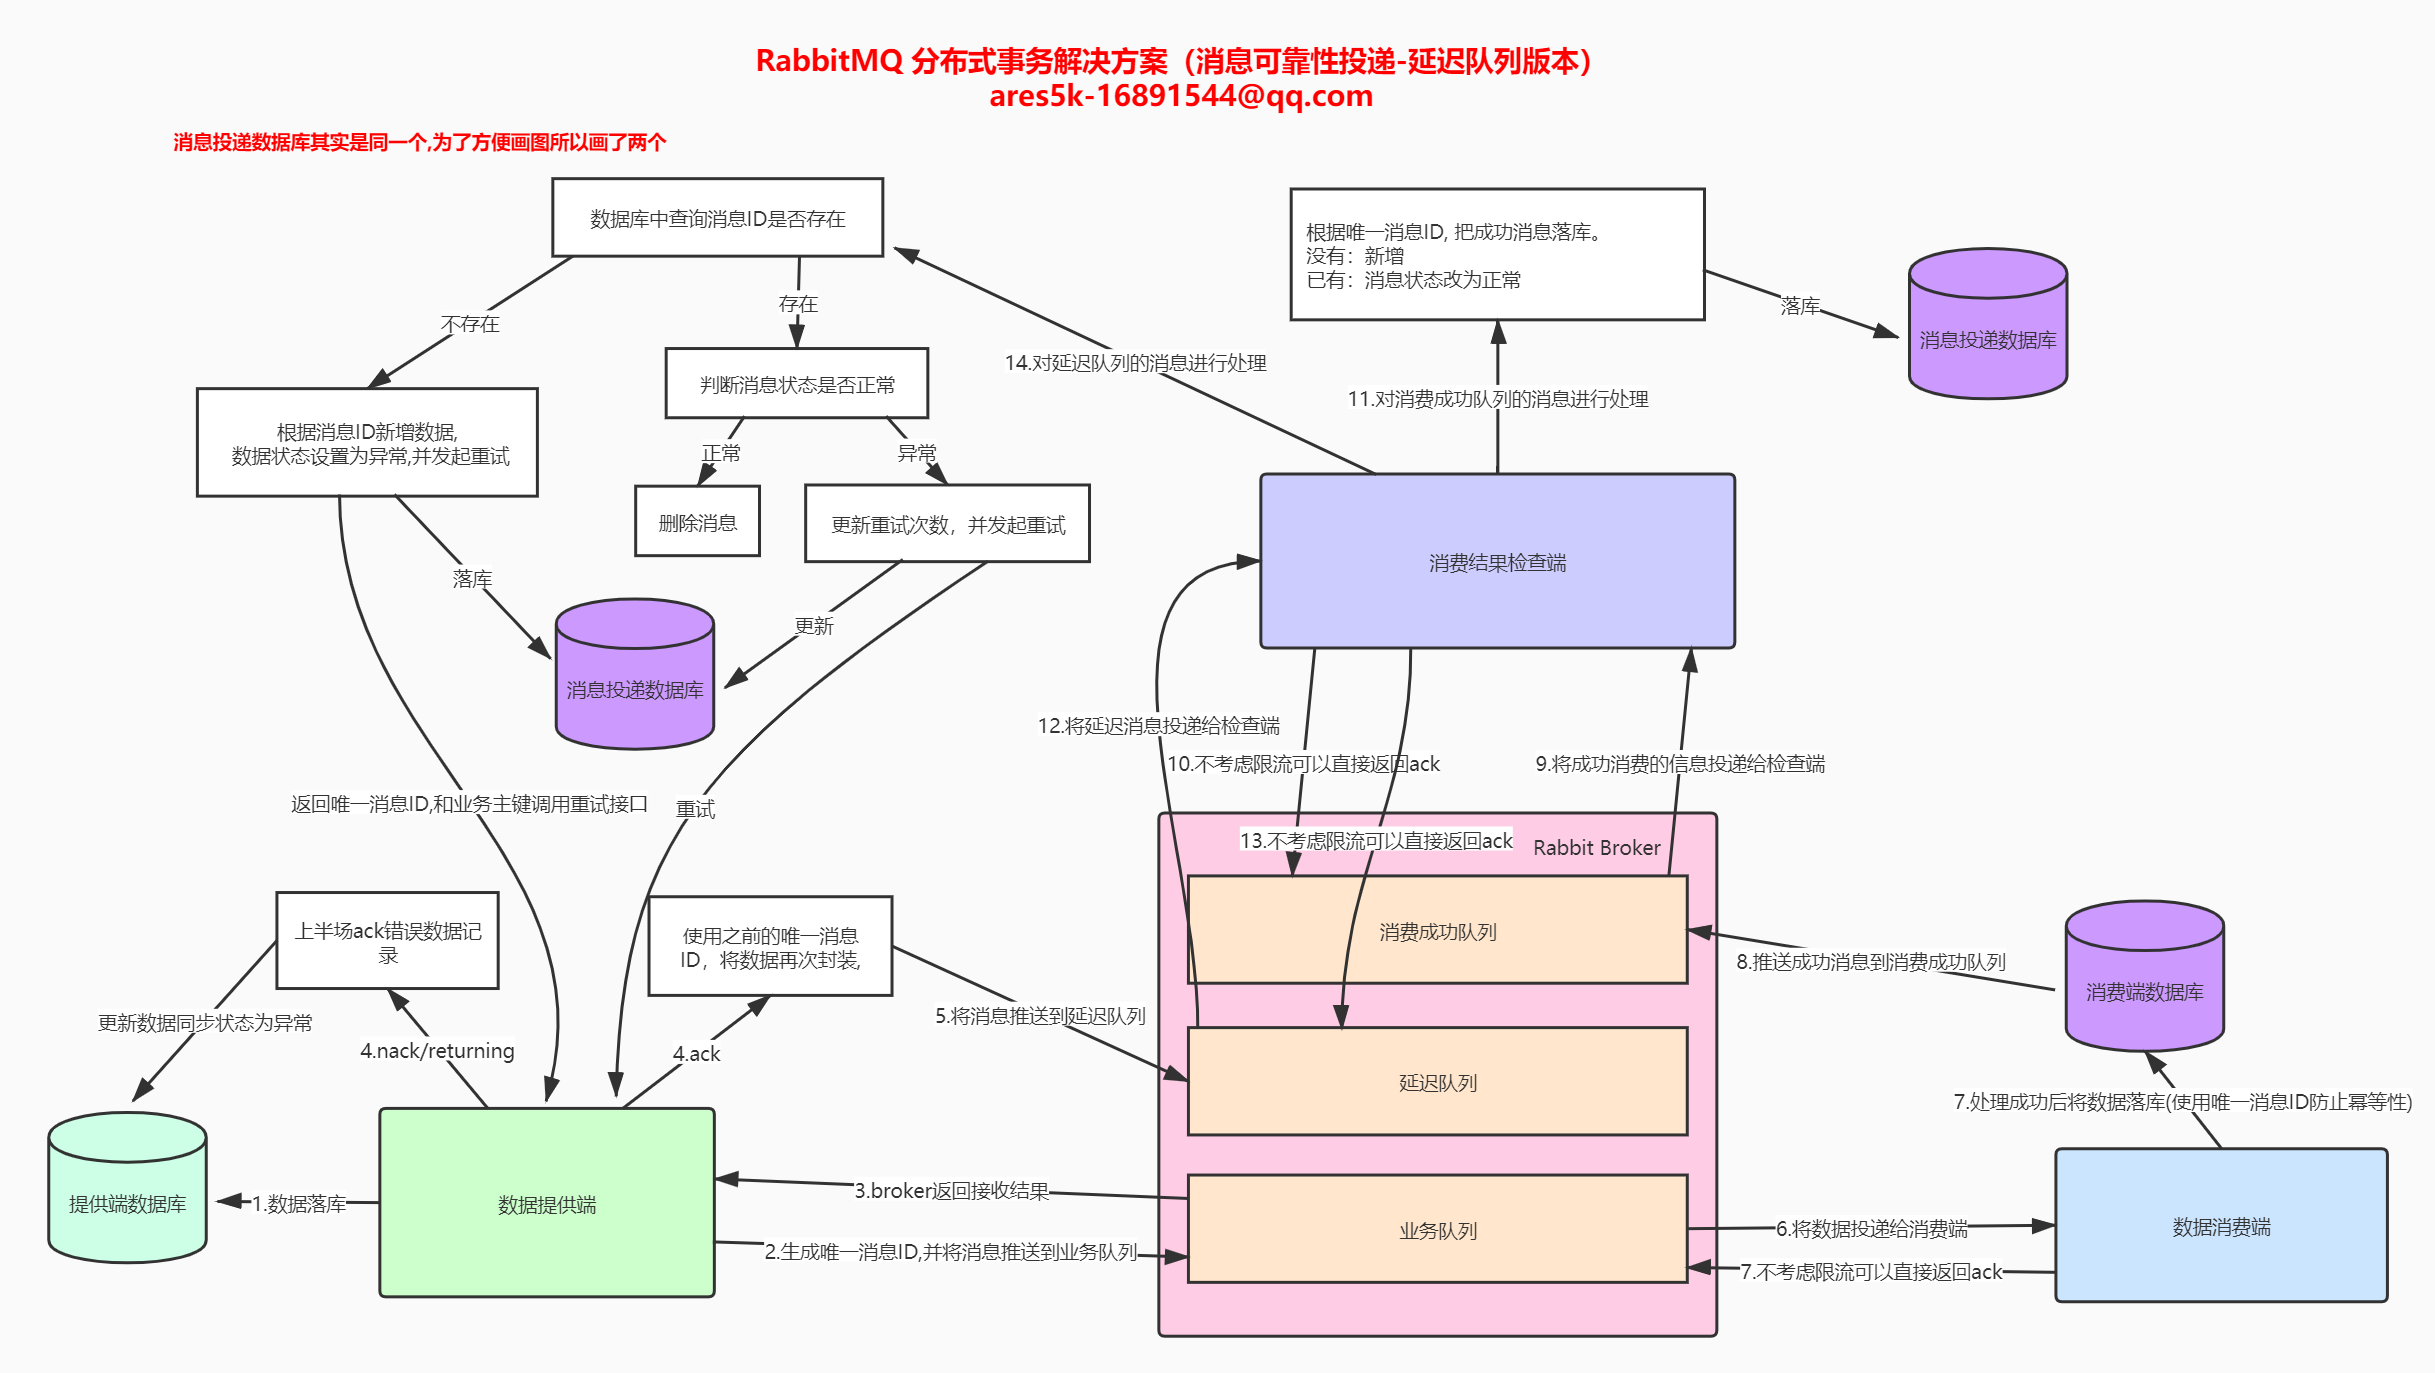 RabbitMQ 分布式事务解决方案（消息可靠性投递-延迟队列版本）
ares5k-16891544@qq.com
消息投递数据库其实是同一个,为了方便画图所以画了两个
数据库中查询消息ID是否存在
根据唯一消息ID, 把成功消息落库。
没有：新增
已有：消息状态改为正常
落库
消息投递数据库
不存在
存在
14.对延迟队列的消息进行处理
11.对消费成功队列的消息进行处理
判断消息状态是否正常
根据消息ID新增数据,
数据状态设置为异常,并发起重试
正常
异常
删除消息
更新重试次数，并发起重试
消费结果检查端
落库
更新
消息投递数据库
12.将延迟消息投递给检查端
10.不考虑限流可以直接返回ack
9.将成功消费的信息投递给检查端
返回唯一消息ID,和业务主键调用重试接口
重试
13.不考虑限流可以直接返回ack
Rabbit Broker
上半场ack错误数据记
录
使用之前的唯一消息
ID，将数据再次封装,
消费成功队列
8.推送成功消息到消费成功队列
消费端数据库
更新数据同步状态为异常
4.nack/returning
4.ack
5.将消息推送到延迟队列
延迟队列
7.处理成功后将数据落库(使用唯一消息ID防止幂等性)
提供端数据库
1.数据落库
数据提供端
3.broker返回接收结果
2.生成唯一消息ID,并将消息推送到业务队列
业务队列
6.将数据投递给消费端
7.不考虑限流可以直接返回ack
数据消费端